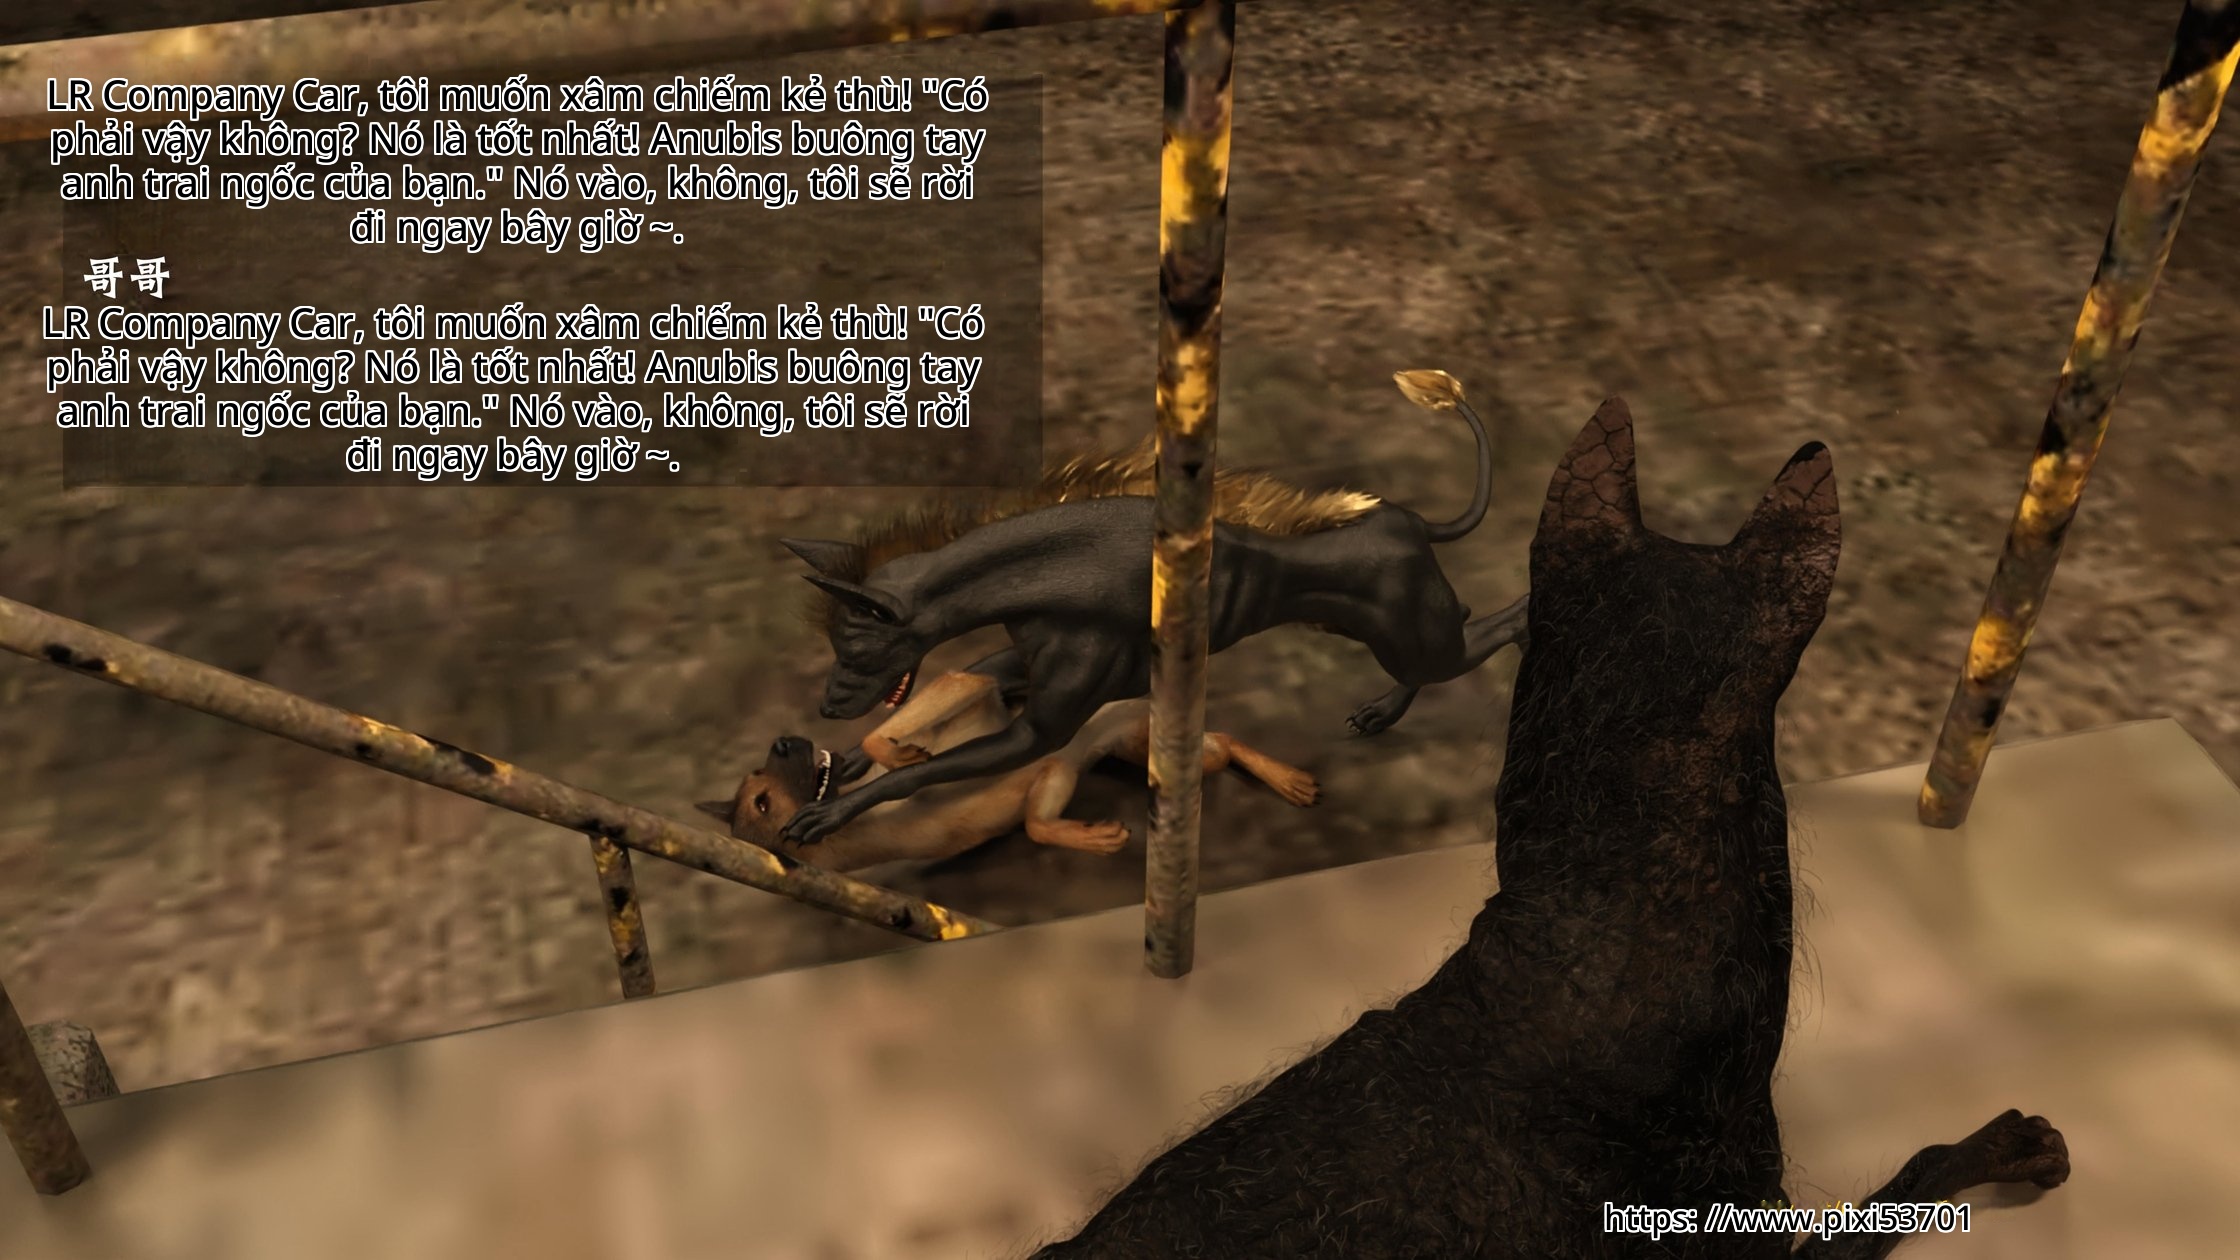 LR Company Car, tôi muốn xâm chiếm kẻ thù! "Có
phải vậy không? Nó là tốt nhất! Anubis buông tay
anh trai ngốc của bạn." Nó vào, không, tôi sẽ rời
đi ngay bây giờ ~.
哥哥
LR Company Car, tôi muốn xâm chiếm kẻ thù! "Có
phải vậy không? Nó là tốt nhất! Anubis buông tay
anh trai ngốc của bạn." Nó vào, không, tôi sẽ rời
đi ngay bây giờ ~.
https: //www.pixi53701